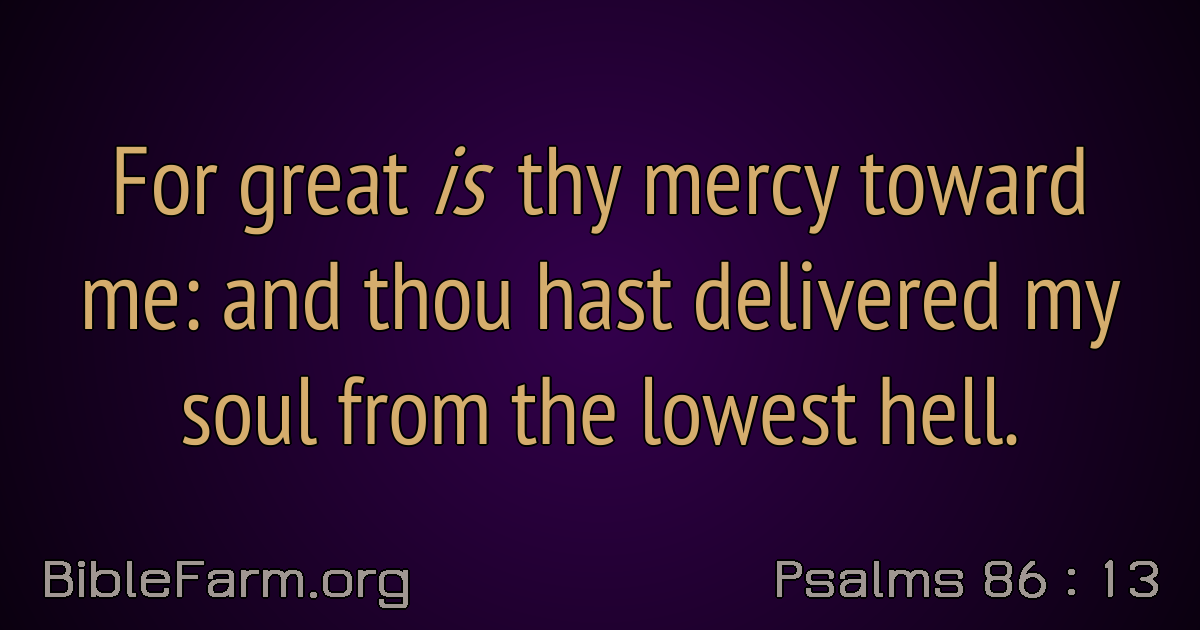 For great is thy mercy toward
me: and thou hast delivered my
soul from the lowest hell.
BibleFarm.org
Psalms 86 : 13